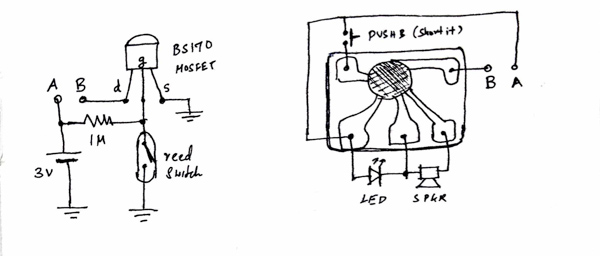 BS170
MOSFET
g
A
B
d
s
1M
3V
reed
switch
PUSH B (Short it)
B
A
LED
SPKR